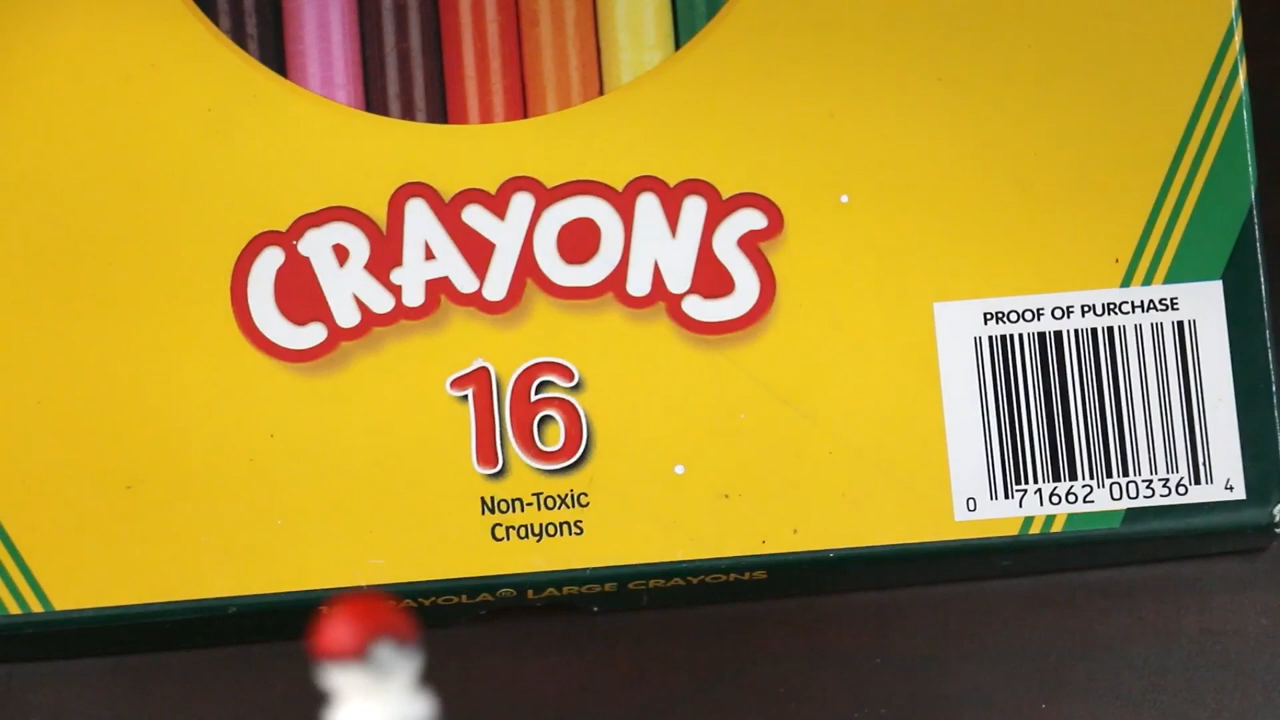 CRAYONS
16
Non-Toxic
Crayons
PROOF OF PURCHASE
0 71662 00336 4
LARGE CRAYONS